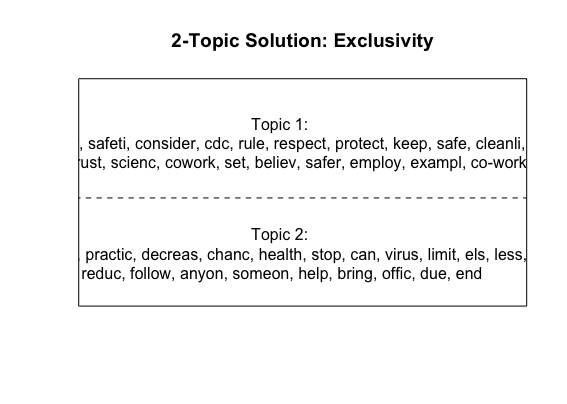 2-Topic Solution: Exclusivity
Topic 1:
, safeti, consider, cdc, rule, respect, protect, keep, safe, cleanli,
rust, scienc, cowork, set, believ, safer, employ, exampl, co-work
Topic 2:
, practic, decreas, chanc, health, stop, can, virus, limit, els, less,
reduc, follow, anyon, someon, help, bring, offic, due, end